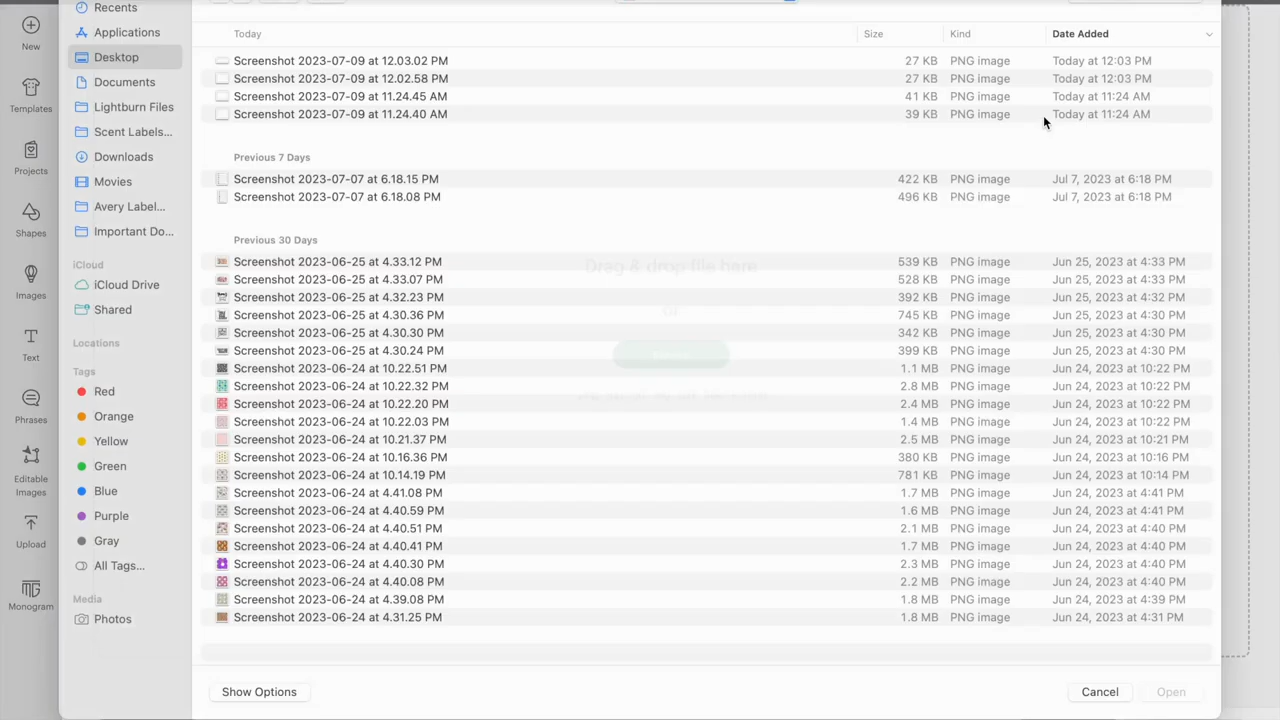 New
Templates
Projects
Shapes
Images
Text
Phrases
Editable
Images
Upload
Monogram
Recents
Applications
Desktop
Documents
Lightburn Files
Scent Labels...
Downloads
Movies
Avery Label...
Important Do...
iCloud
iCloud Drive
Shared
Locations
Tags
Red
Orange
Yellow
Green
Blue
Purple
Gray
All Tags...
Media
Photos
Today Size Kind Date Added
Screenshot 2023-07-09 at 12.03.02 PM 27 KB PNG image Today at 12:03 PM
Screenshot 2023-07-09 at 12.02.58 PM 27 KB PNG image Today at 12:03 PM
Screenshot 2023-07-09 at 11.24.45 AM 41 KB PNG image Today at 11:24 AM
Screenshot 2023-07-09 at 11.24.40 AM 39 KB PNG image Today at 11:24 AM
Previous 7 Days
Screenshot 2023-07-07 at 6.18.15 PM 422 KB PNG image Jul 7, 2023 at 6:18 PM
Screenshot 2023-07-07 at 6.18.08 PM 496 KB PNG image Jul 7, 2023 at 6:18 PM
Previous 30 Days
Screenshot 2023-06-25 at 4.33.12 PM 539 KB PNG image Jun 25, 2023 at 4:33 PM
Screenshot 2023-06-25 at 4.33.07 PM 528 KB PNG image Jun 25, 2023 at 4:33 PM
Drag & drop file here
Screenshot 2023-06-25 at 4.32.23 PM 392 KB PNG image Jun 25, 2023 at 4:32 PM
or
Screenshot 2023-06-25 at 4.30.36 PM 745 KB PNG image Jun 25, 2023 at 4:30 PM
Screenshot 2023-06-25 at 4.30.30 PM 342 KB PNG image Jun 25, 2023 at 4:30 PM
Screenshot 2023-06-25 at 4.30.24 PM 399 KB PNG image Jun 25, 2023 at 4:30 PM
Screenshot 2023-06-24 at 10.22.51 PM 1.1 MB PNG image Jun 24, 2023 at 10:22 PM
Screenshot 2023-06-24 at 10.22.32 PM 2.8 MB PNG image Jun 24, 2023 at 10:22 PM
Screenshot 2023-06-24 at 10.22.20 PM 2.4 MB PNG image Jun 24, 2023 at 10:22 PM
Screenshot 2023-06-24 at 10.22.03 PM 1.4 MB PNG image Jun 24, 2023 at 10:22 PM
Screenshot 2023-06-24 at 10.21.37 PM 2.5 MB PNG image Jun 24, 2023 at 10:21 PM
Screenshot 2023-06-24 at 10.16.36 PM 380 KB PNG image Jun 24, 2023 at 10:16 PM
Screenshot 2023-06-24 at 10.14.19 PM 781 KB PNG image Jun 24, 2023 at 10:14 PM
Screenshot 2023-06-24 at 4.41.08 PM 1.7 MB PNG image Jun 24, 2023 at 4:41 PM
Screenshot 2023-06-24 at 4.40.59 PM 1.6 MB PNG image Jun 24, 2023 at 4:41 PM
Screenshot 2023-06-24 at 4.40.51 PM 2.1 MB PNG image Jun 24, 2023 at 4:40 PM
Screenshot 2023-06-24 at 4.40.41 PM 1.7 MB PNG image Jun 24, 2023 at 4:40 PM
Screenshot 2023-06-24 at 4.40.30 PM 2.3 MB PNG image Jun 24, 2023 at 4:40 PM
Screenshot 2023-06-24 at 4.40.08 PM 2.2 MB PNG image Jun 24, 2023 at 4:40 PM
Screenshot 2023-06-24 at 4.39.08 PM 1.8 MB PNG image Jun 24, 2023 at 4:39 PM
Screenshot 2023-06-24 at 4.31.25 PM 1.8 MB PNG image Jun 24, 2023 at 4:31 PM
Show Options Cancel Open